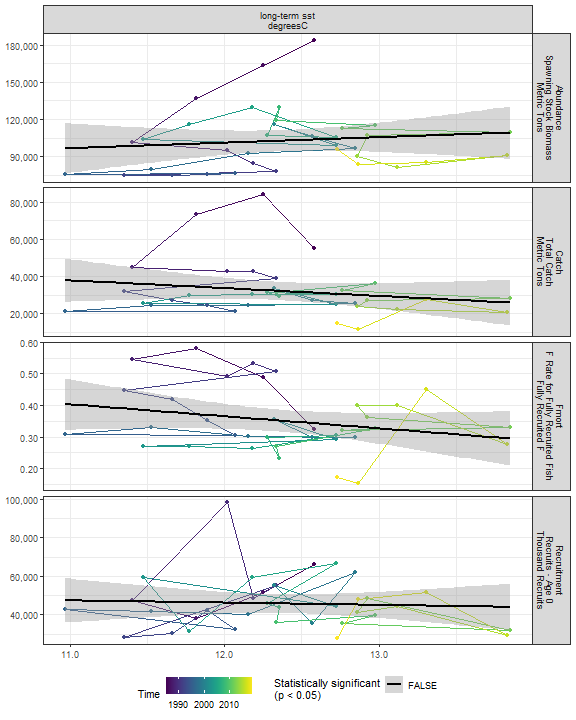 long-term sst
degreesC
180,000
150,000
120,000
90,000
Abundance
Spawning Stock Biomass
Metric Tons
80,000
60,000
40,000
20,000
Catch
Total Catch
Metric Tons
0.60
0.50
0.40
0.30
0.20
Fmort
F Rate for Fully Recruited Fish
Fully Recruited F
100,000
80,000
60,000
40,000
Recruitment
Recruits - Age 0
Thousand Recruits
11.0 12.0 13.0
Time
1990 2000 2010
Statistically significant
(p < 0.05)
FALSE